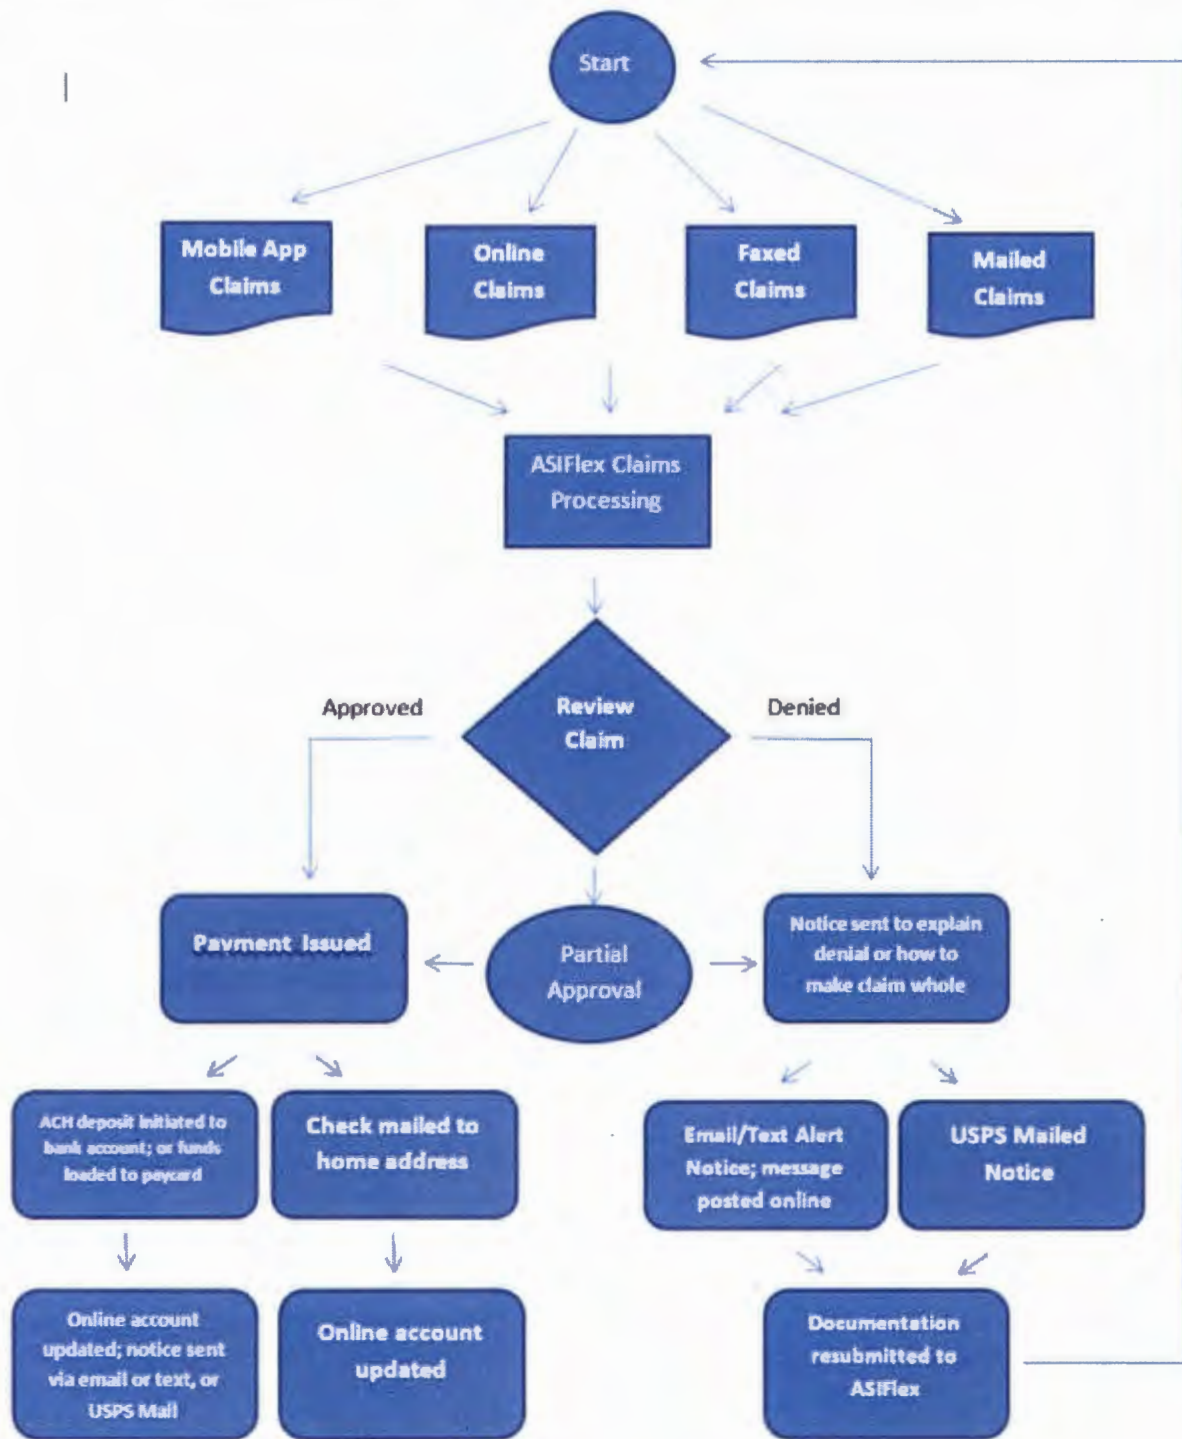 Start
Mobile App
Claims
Online
Claims
Faxed
Claims
Mailed
Claims
ASIFlex Claims
Processing
Approved
Review
Claim
Denied
Payment Issued
Partial
Approval
Notice sent to explain
denial or how to
make claim whole
ACH deposit initiated to
bank account; or funds
loaded to paycard
Check mailed to
home address
Email/Text Alert
Notice; message
posted online
USPS Mailed
Notice
Online account
updated; notice sent
via email or text, or
USPS Mail
Online account
updated
Documentation
resubmitted to
ASIFlex